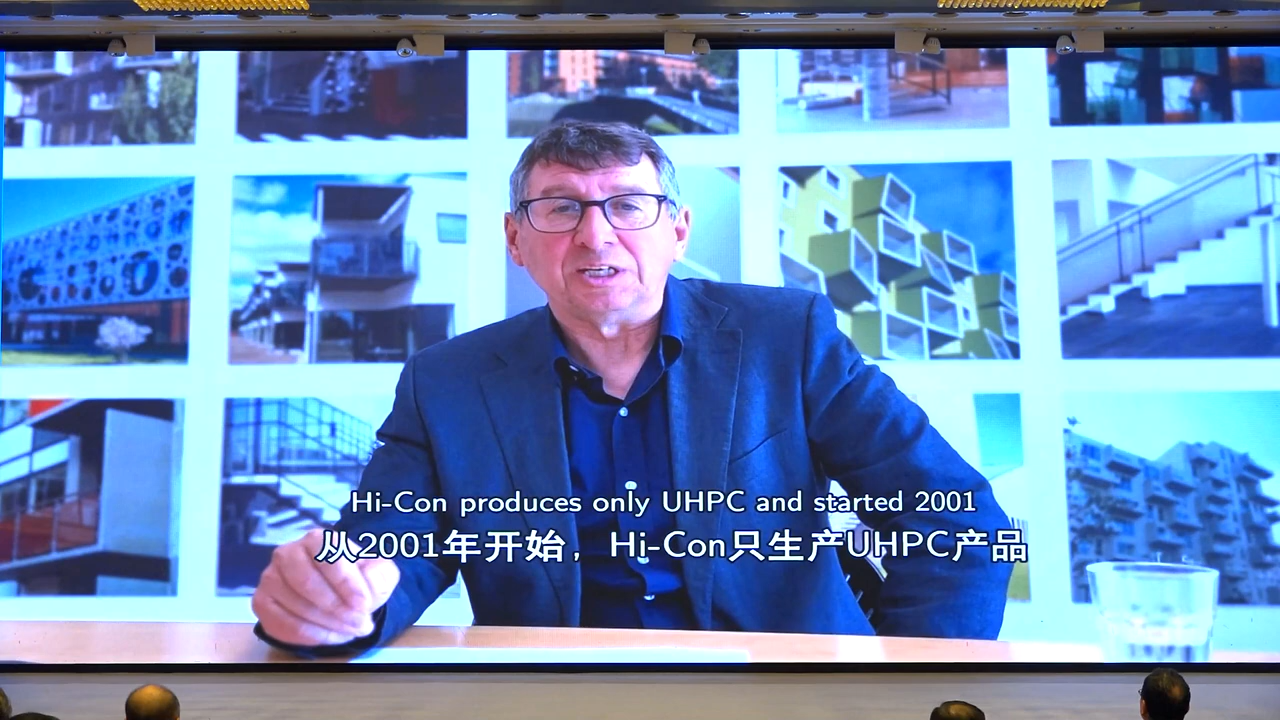 Hi-Con produces only UHPC and started 2001
从2001年开始，Hi-Con只生产UHPC产品